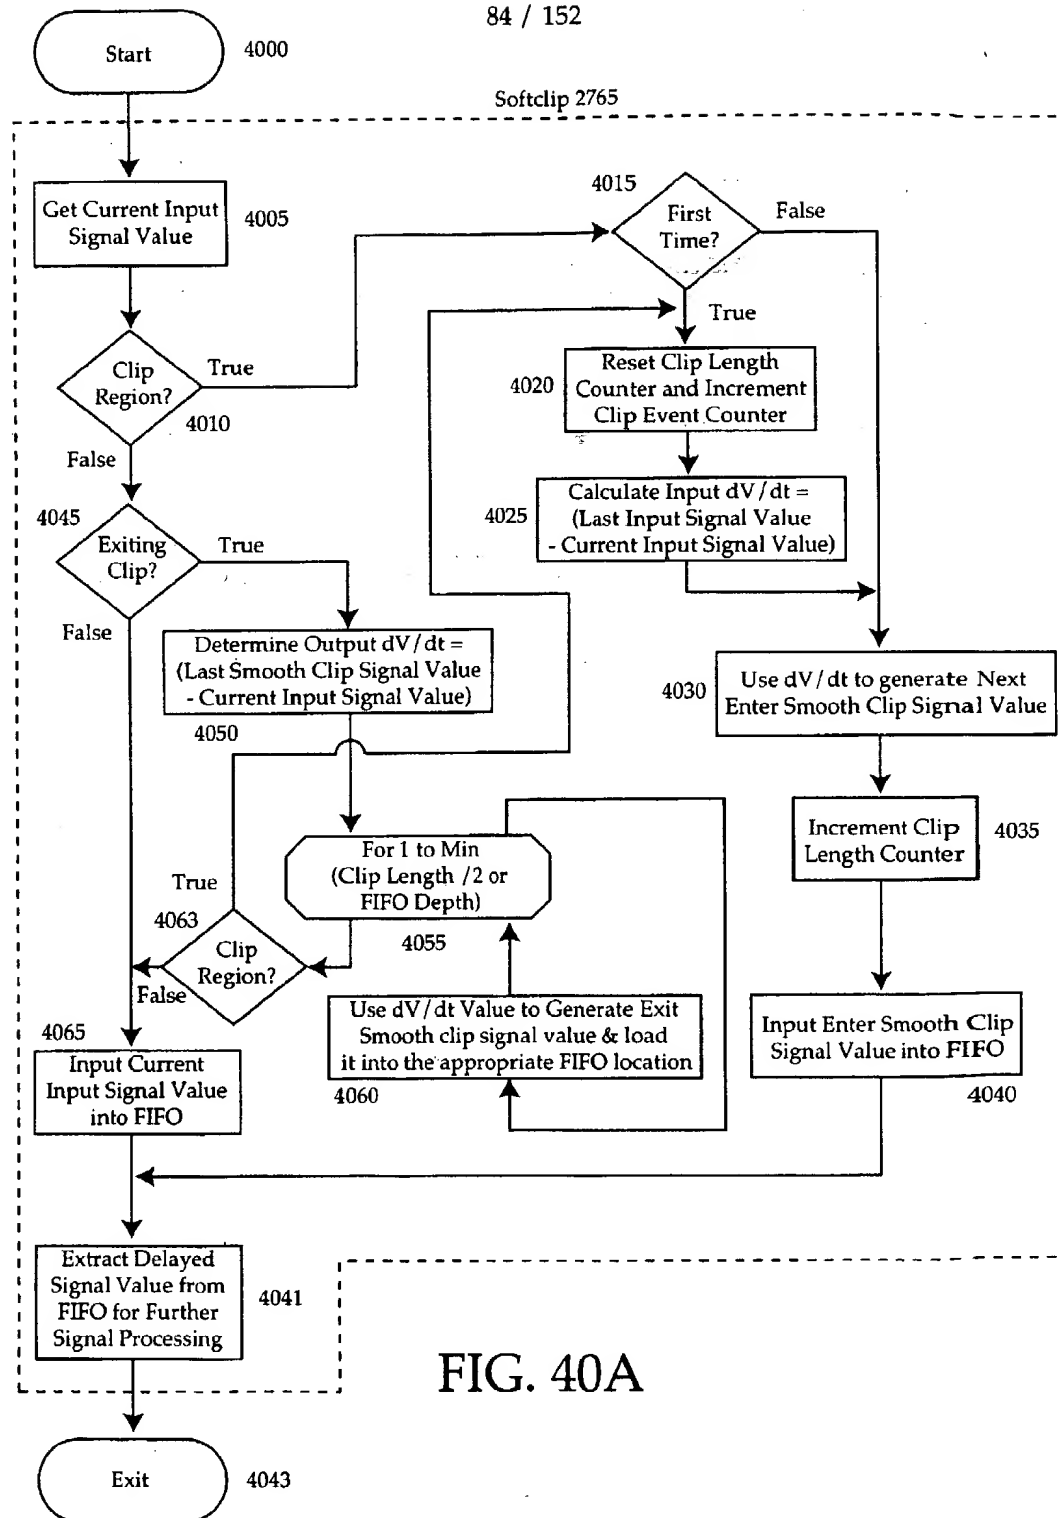 84 / 152
Start
4000
Softclip 2765
Get Current Input
Signal Value
4005
4015
First
Time?
False
True
Clip
Region?
True
4010
False
Reset Clip Length
Counter and Increment
Clip Event Counter
4020
Calculate Input dV/dt =
(Last Input Signal Value
- Current Input Signal Value)
4025
4045
Exiting
Clip?
True
False
Determine Output dV/dt =
(Last Smooth Clip Signal Value
- Current Input Signal Value)
4050
Use dV/dt to generate Next
Enter Smooth Clip Signal Value
4030
Increment Clip
Length Counter
4035
For 1 to Min
(Clip Length /2 or
FIFO Depth)
4055
True
4063
Clip
Region?
False
Use dV/dt Value to Generate Exit
Smooth clip signal value & load
it into the appropriate FIFO location
4060
Input Enter Smooth Clip
Signal Value into FIFO
4040
4065
Input Current
Input Signal Value
into FIFO
Extract Delayed
Signal Value from
FIFO for Further
Signal Processing
4041
FIG. 40A
Exit
4043